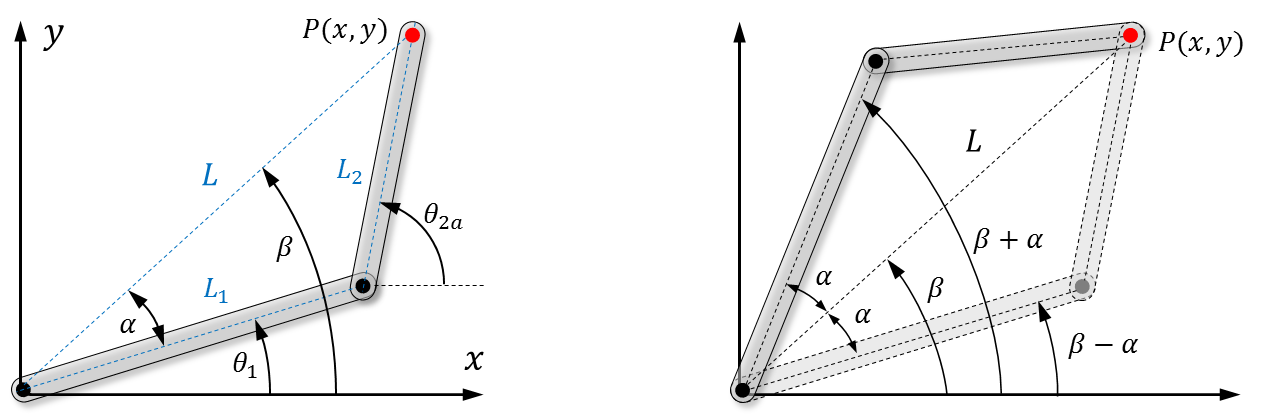 y
P(x, y)
L
L₂
θ₂ₐ
β
L₁
α
θ₁
x
P(x, y)
L
β + α
α
β
α
β − α